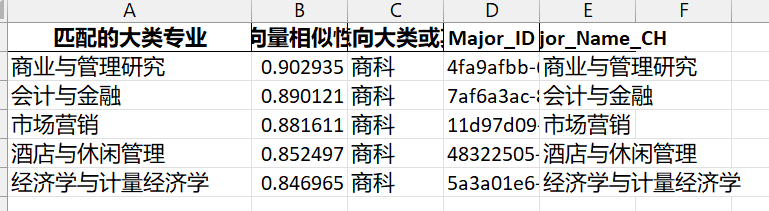 A B C D E F
匹配的大类专业 向量相似性 向大类或 Major_ID jor_Name_CH
商业与管理研究 0.902935 商科 4fa9afbb- 商业与管理研究
会计与金融 0.890121 商科 7af6a3ac- 会计与金融
市场营销 0.881611 商科 11d97d09- 市场营销
酒店与休闲管理 0.852497 商科 48322505- 酒店与休闲管理
经济学与计量经济学 0.846965 商科 5a3a01e6- 经济学与计量经济学